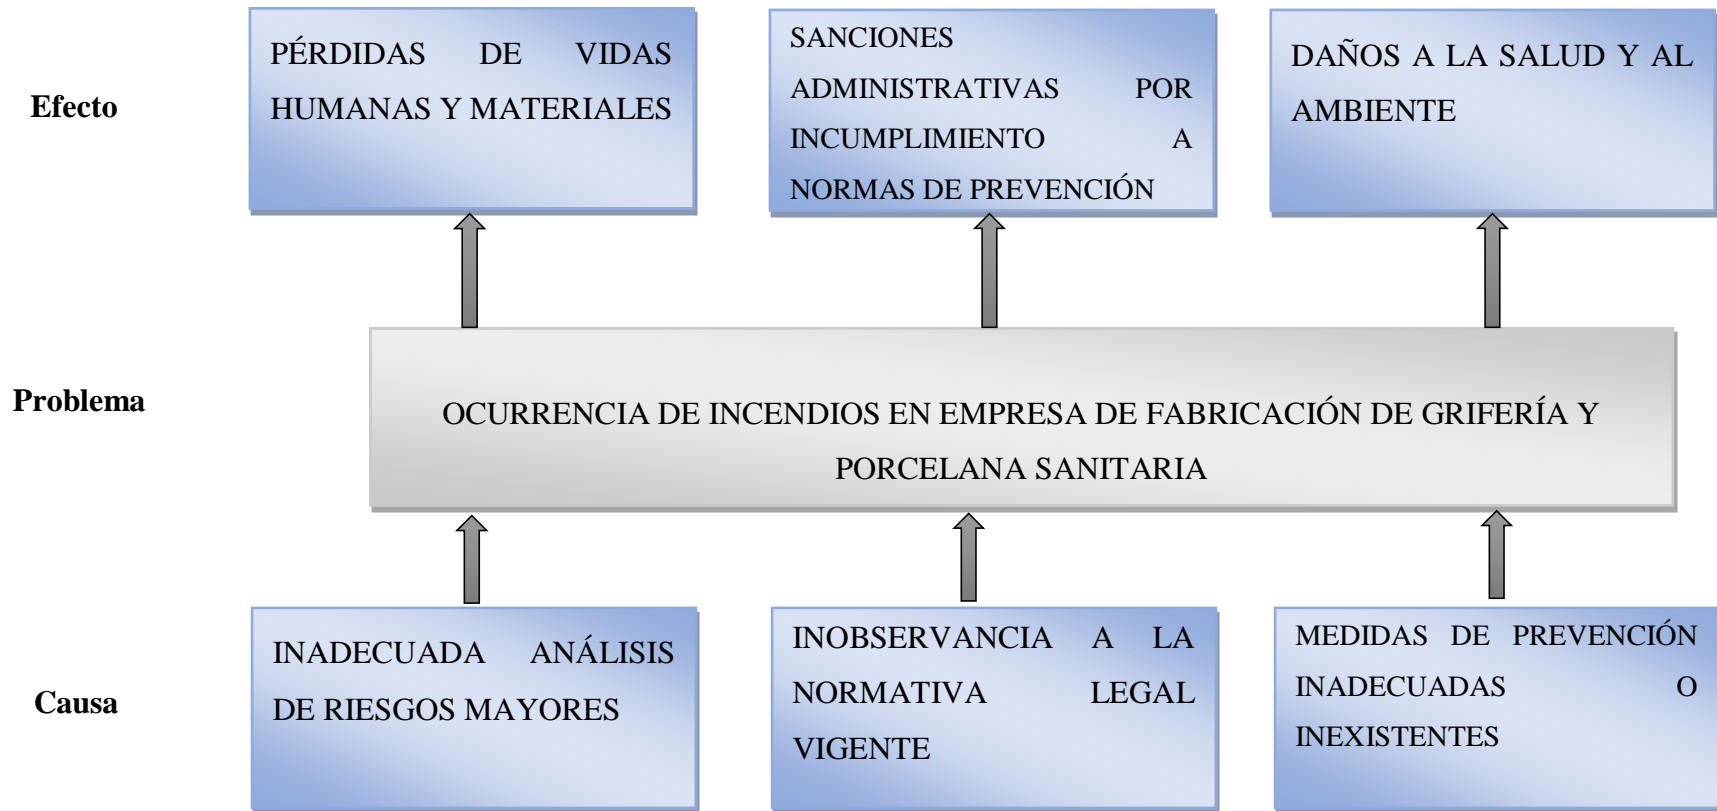 Efecto
PÉRDIDAS DE VIDAS
HUMANAS Y MATERIALES
SANCIONES
ADMINISTRATIVAS POR
INCUMPLIMIENTO A
NORMAS DE PREVENCIÓN
DAÑOS A LA SALUD Y AL
AMBIENTE
Problema
OCURRENCIA DE INCENDIOS EN EMPRESA DE FABRICACIÓN DE GRIFERÍA Y
PORCELANA SANITARIA
Causa
INADECUADA ANÁLISIS
DE RIESGOS MAYORES
INOBSERVANCIA A LA
NORMATIVA LEGAL
VIGENTE
MEDIDAS DE PREVENCIÓN
INADECUADAS O
INEXISTENTES